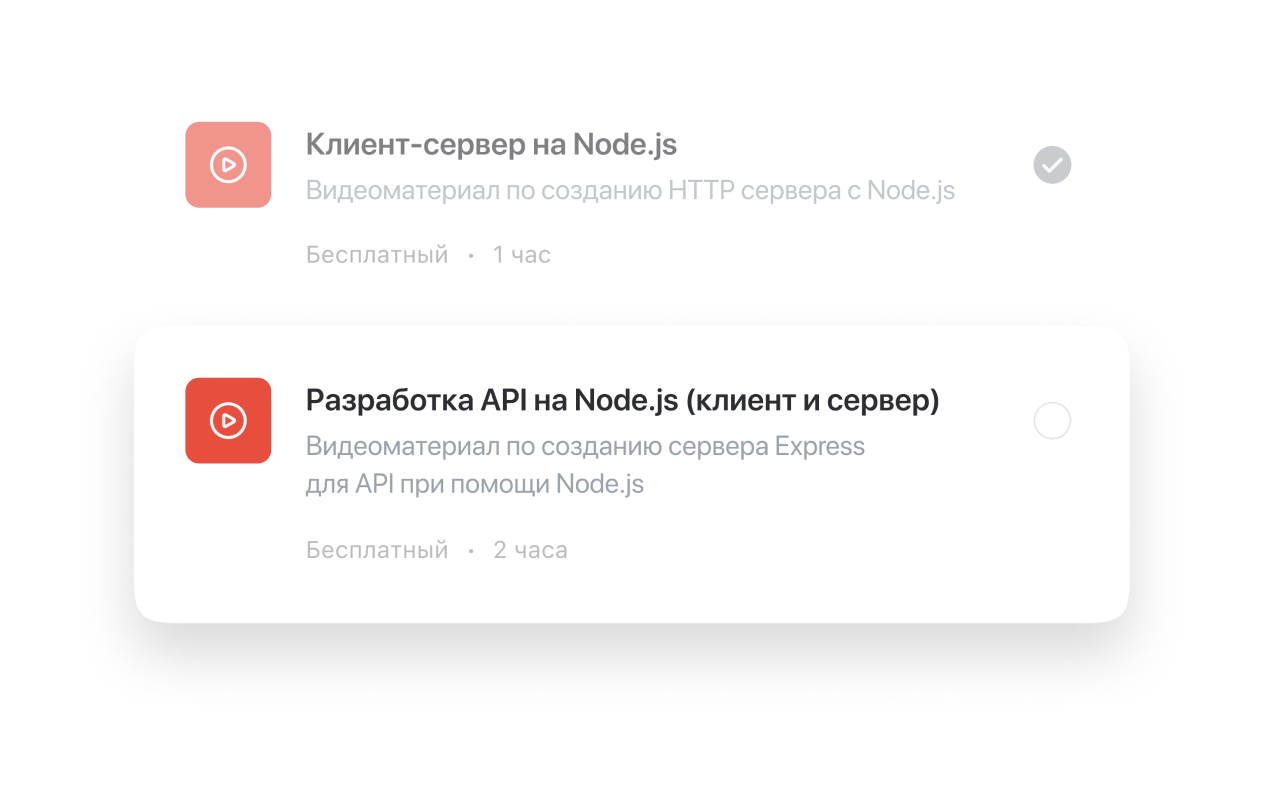 Клиент-сервер на Node.js
Видеоматериал по созданию HTTP сервера с Node.js
Бесплатный • 1 час
Разработка API на Node.js (клиент и сервер)
Видеоматериал по созданию сервера Express
для API при помощи Node.js
Бесплатный • 2 часа